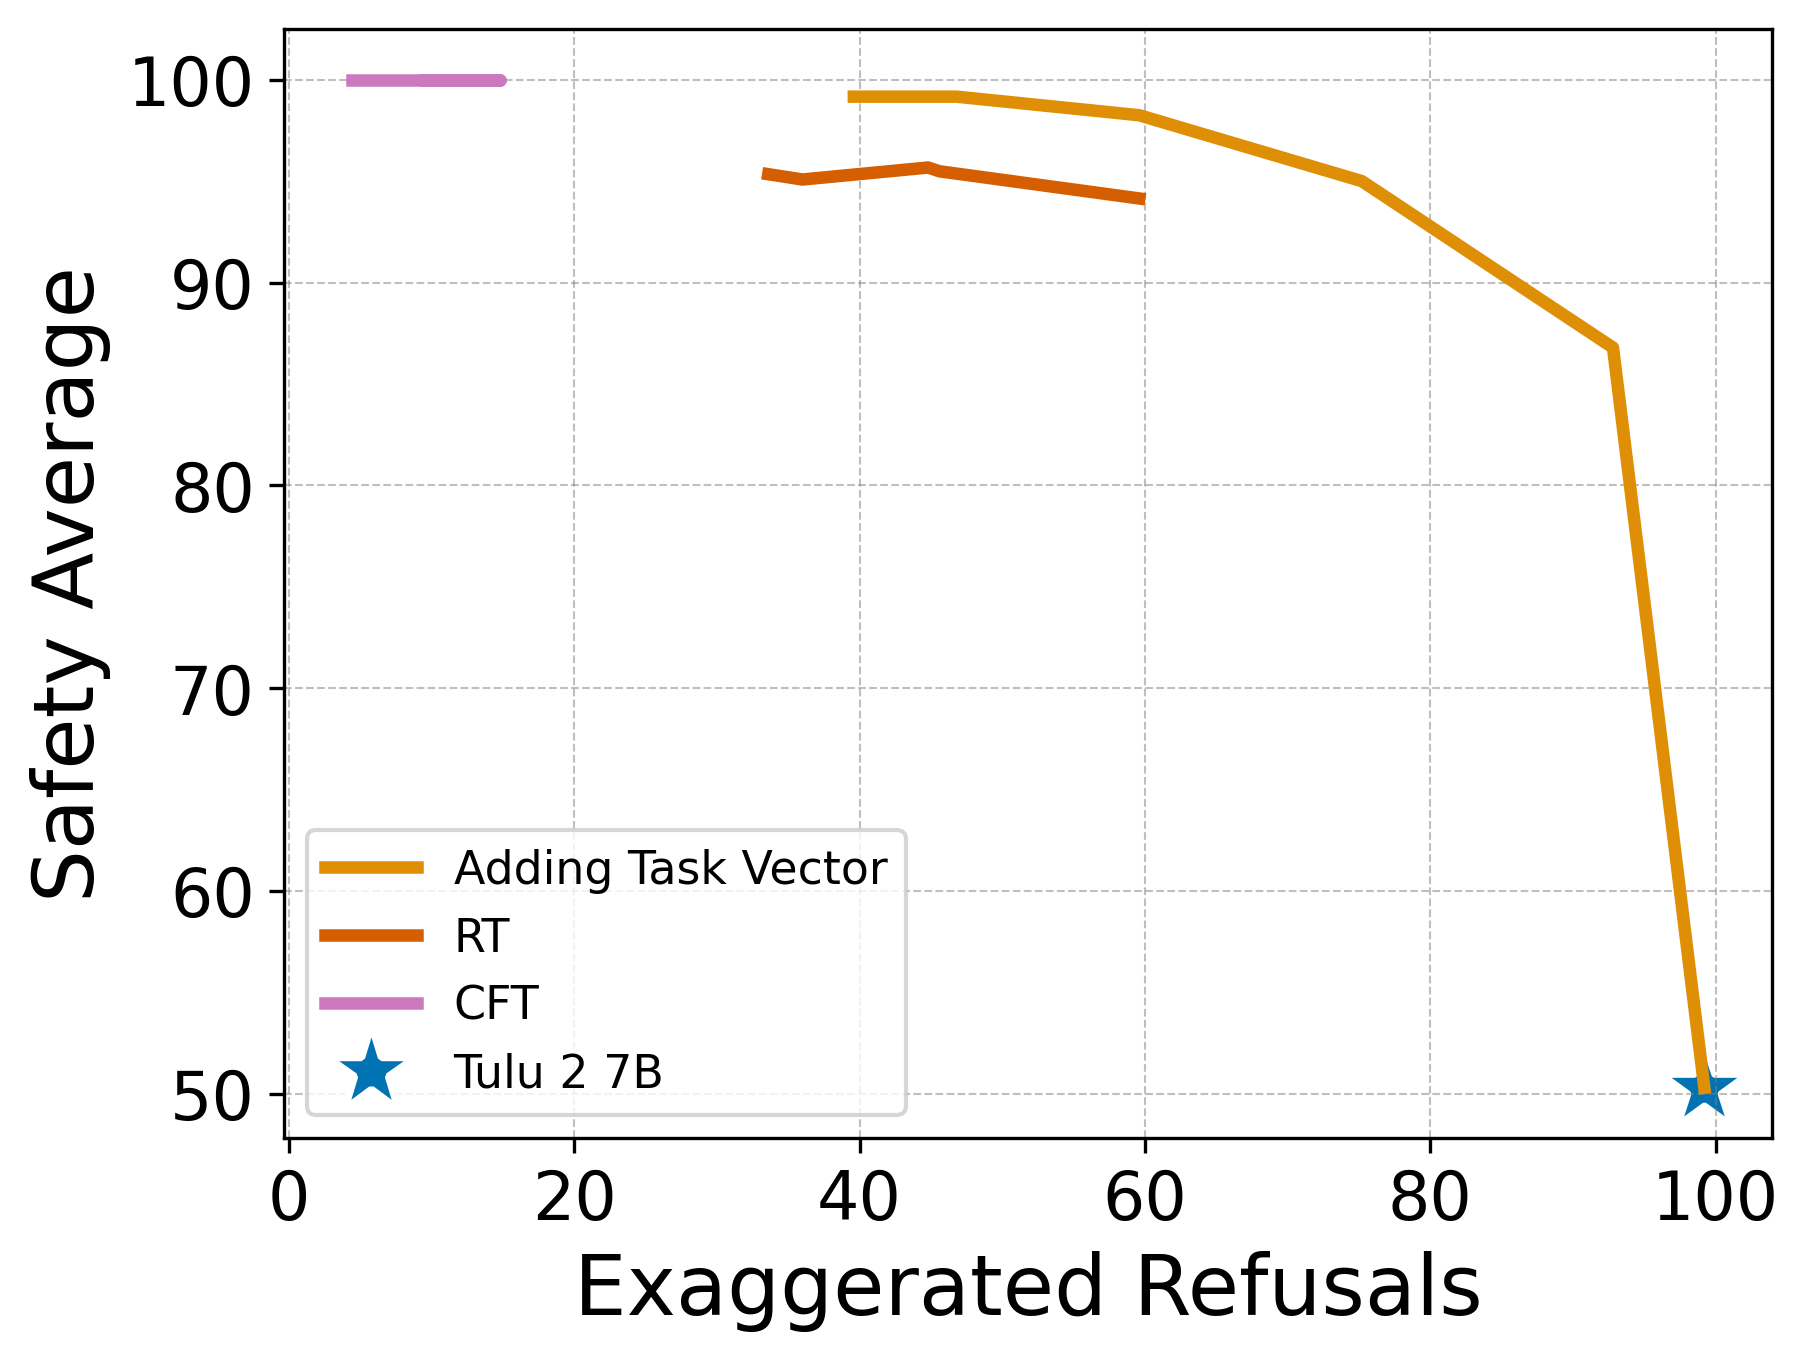 100
90
80
70
60
50
Safety Average
Adding Task Vector
RT
CFT
Tulu 2 7B
0 20 40 60 80 100
Exaggerated Refusals